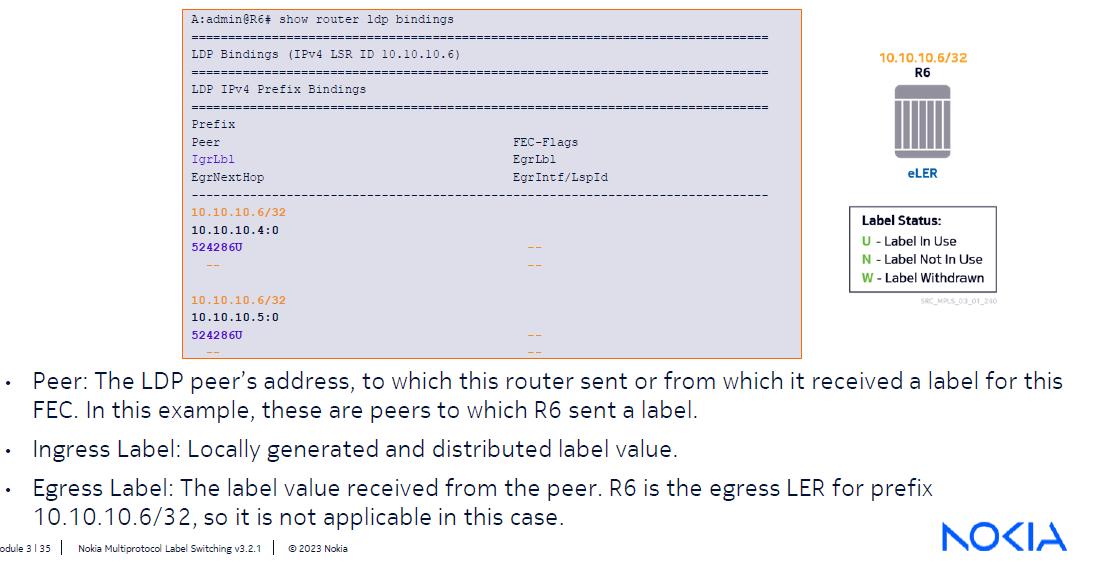 A:admin@R6# show router ldp bindings
===============================================================================
LDP Bindings (IPv4 LSR ID 10.10.10.6)
===============================================================================
LDP IPv4 Prefix Bindings
===============================================================================
Prefix
Peer FEC-Flags
IgrLbl EgrLbl
EgrNextHop EgrIntf/LspId
-------------------------------------------------------------------------------
10.10.10.6/32
10.10.10.4:0
524286U --
-- --
10.10.10.6/32
10.10.10.5:0
524286U --
-- --
10.10.10.6/32
R6
eLER
Label Status:
U - Label In Use
N - Label Not In Use
W - Label Withdrawn
SRC_MPLS_03_01_240
• Peer: The LDP peer’s address, to which this router sent or from which it received a label for this
FEC. In this example, these are peers to which R6 sent a label.
• Ingress Label: Locally generated and distributed label value.
• Egress Label: The label value received from the peer. R6 is the egress LER for prefix
10.10.10.6/32, so it is not applicable in this case.
odule 3 | 35 | Nokia Multiprotocol Label Switching v3.2.1 | © 2023 Nokia
NOKIA